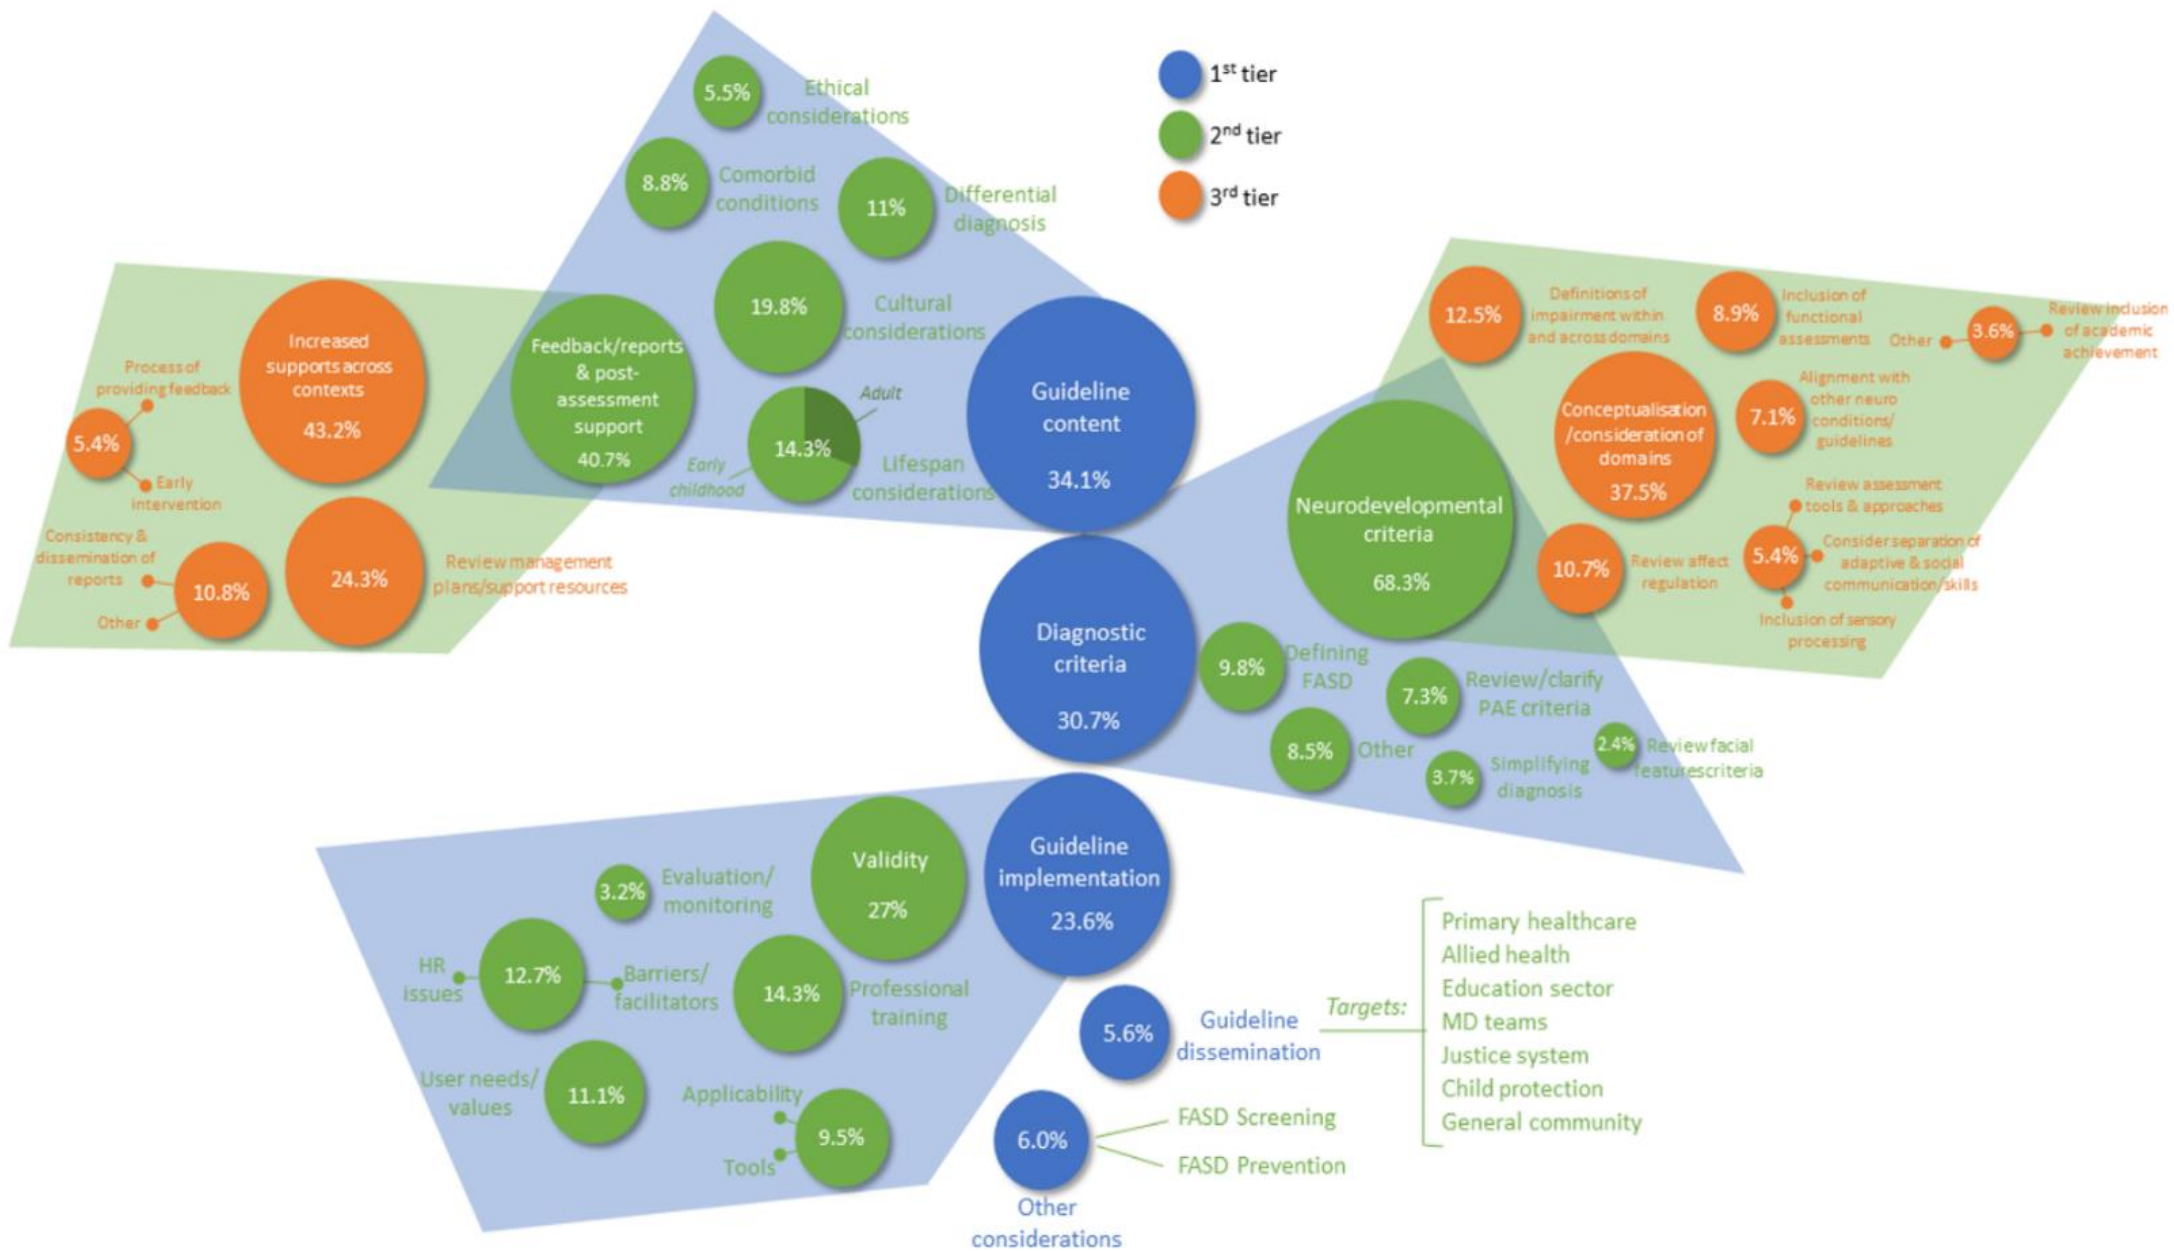 1st tier
2nd tier
3rd tier
5.5%
Ethical
considerations
8.8%
Comorbid
conditions
11%
Differential
diagnosis
19.8%
Cultural
considerations
Feedback/reports
& post-
assessment
support
40.7%
14.3%
Adult
Early
childhood
Lifespan
considerations
Guideline
content
34.1%
Increased
supports across
contexts
43.2%
Process of
providing feedback
5.4%
Early
intervention
Consistency &
dissemination of
reports
10.8%
Other
24.3%
Review management
plans/support resources
12.5%
Definitions of
impairment within
and across domains
8.9%
Inclusion of
functional
assessments
Other
3.6%
Review inclusion
of academic
achievement
Conceptualisation
/consideration of
domains
37.5%
7.1%
Alignment with
other neuro
conditions/
guidelines
Review assessment
tools & approaches
5.4%
Consider separation of
adaptive & social
communication/skills
Inclusion of sensory
processing
10.7%
Review affect
regulation
Neurodevelopmental
criteria
68.3%
Diagnostic
criteria
30.7%
9.8%
Defining
FASD
7.3%
Review/clarify
PAE criteria
8.5%
Other
3.7%
Simplifying
diagnosis
2.4%
Review facial
featurescriteria
Guideline
implementation
23.6%
Validity
27%
3.2%
Evaluation/
monitoring
HR
issues
12.7%
Barriers/
facilitators
14.3%
Professional
training
User needs/
values
11.1%
Applicability
9.5%
Tools
5.6%
Guideline
dissemination
Targets:
Primary healthcare
Allied health
Education sector
MD teams
Justice system
Child protection
General community
6.0%
FASD Screening
FASD Prevention
Other
considerations